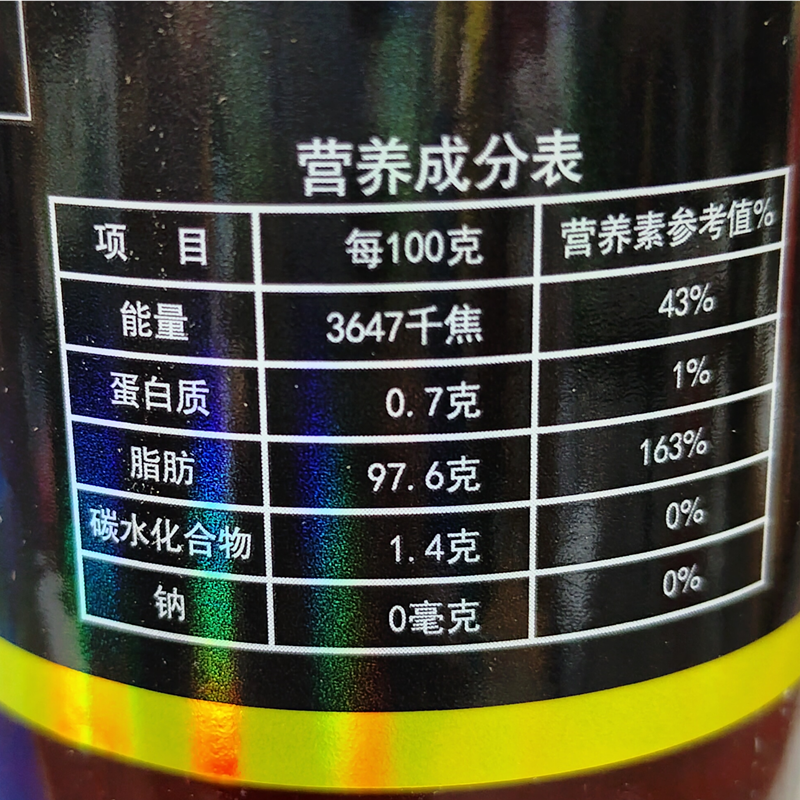 营养成分表
项 目 每100克 营养素参考值%
能量 3647千焦 43%
蛋白质 0.7克 1%
脂肪 97.6克 163%
碳水化合物 1.4克 0%
钠 0毫克 0%